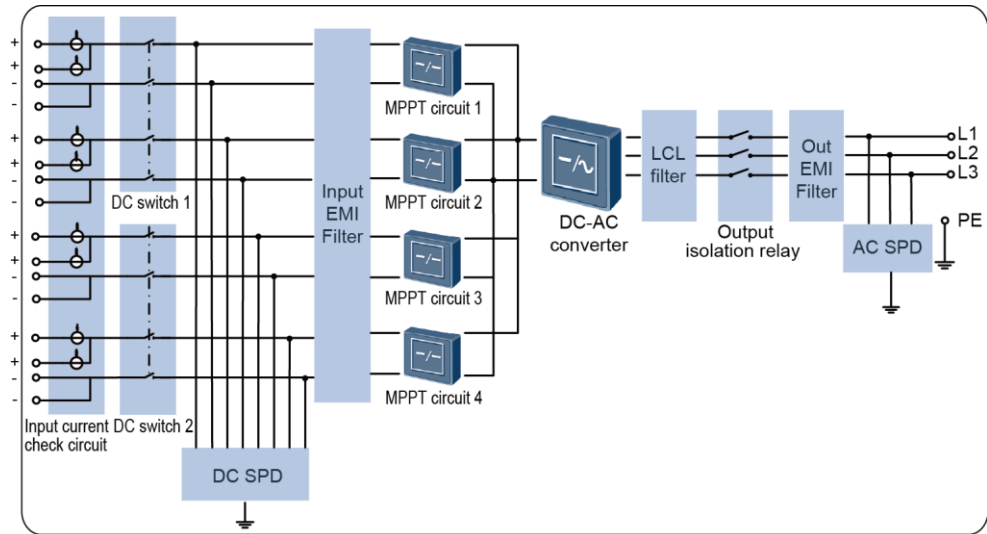 +
+
-
-
+
+
-
-
+
+
-
-
+
+
-
-
Input current
check circuit
DC switch 1
DC switch 2
DC SPD
Input
EMI
Filter
MPPT circuit 1
MPPT circuit 2
MPPT circuit 3
MPPT circuit 4
DC-AC
converter
LCL
filter
Output
isolation relay
Out
EMI
Filter
L1
L2
L3
PE
AC SPD